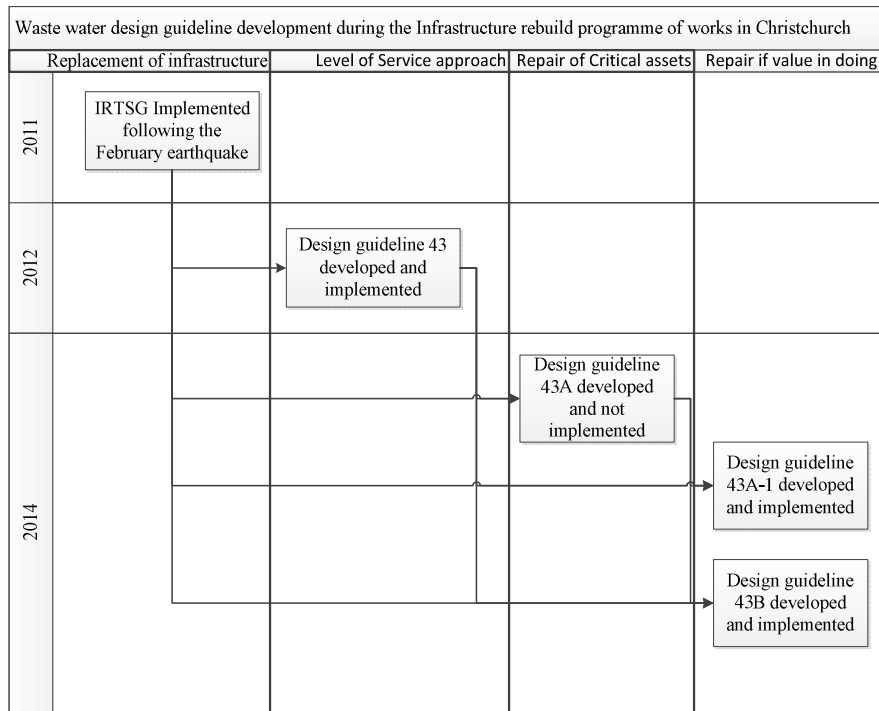 Waste water design guideline development during the Infrastructure rebuild programme of works in Christchurch
Replacement of infrastructure
Level of Service approach
Repair of Critical assets
Repair if value in doing
2011
IRTSG Implemented
following the
February earthquake
2012
Design guideline 43
developed and
implemented
2014
Design guideline
43A developed
and not
implemented
Design guideline
43A-1 developed
and implemented
Design guideline
43B developed
and implemented